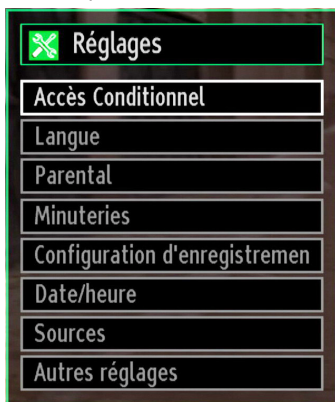 Réglages
Accès Conditionnel
Langue
Parental
Minuteries
Configuration d'enregistremen
Date/heure
Sources
Autres réglages